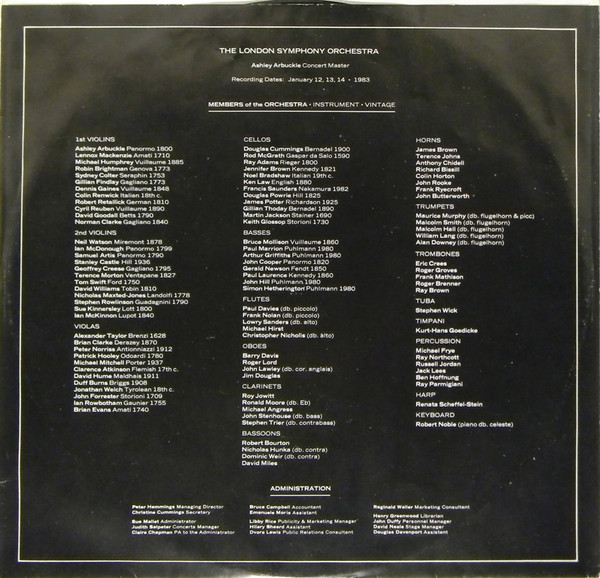 THE LONDON SYMPHONY ORCHESTRA
Ashley Arbuckle Concert Master
Recording Dates: January 12, 13, 14 • 1983
MEMBERS of the ORCHESTRA • INSTRUMENT • VINTAGE
1st VIOLINS
Ashley Arbuckle Panormo 1800
Lennox Mackenzie Amati 1710
Michael Humphrey Vuillaume 1885
Robin Brightman Genova 1773
Sydney Colter Seraphin 1753
Gillian Findlay Gagliano 1773
Dennis Gaines Vuillaume 1848
Colin Renwick Italian 18th c.
Robert Retallick German 1810
Cyril Reuben Vuillaume 1890
David Goodall Betts 1790
Norman Clarke Gagliano 1840
2nd VIOLINS
Neil Watson Miremont 1878
Ian McDonough Panormo 1799
Samuel Artis Panormo 1790
Stanley Castle Hill 1936
Geoffrey Creese Gagliano 1795
Terence Morton Ventapane 1827
Tom Swift Ford 1750
David Williams Tobin 1810
Nicholas Maxted-Jones Landolfi 1778
Stephen Rowlinson Guadagnini 1790
Sue Kinnersley Lott 1800
Ian McKinnon Lupot 1840
VIOLAS
Alexander Taylor Brenzi 1628
Brian Clarke Derazey 1870
Peter Norriss Antionniazzi 1912
Patrick Hooley Odoardi 1780
Michael Mitchell Porter 1937
Clarence Atkinson Flemish 17th c.
David Hume Maldhais 1911
Duff Burns Briggs 1908
Jonathan Welch Tyrolean 18th c.
John Forrester Storioni 1709
Ian Rowbotham Gaunier 1755
Brian Evans Amati 1740
CELLOS
Douglas Cummings Bernadel 1900
Rod McGrath Gaspar da Salo 1590
Ray Adams Rieger 1800
Jennifer Brown Kennedy 1821
Noel Bradshaw Italian 19th c.
Ken Law English 1880
Francis Saunders Nakamura 1982
Douglas Powrie Hill 1825
James Potter Richardson 1925
Gillian Thoday Bernadel 1890
Martin Jackson Stainer 1690
Keith Glossop Storioni 1730
BASSES
Bruce Mollison Vuillaume 1860
Paul Marrion Puhlmann 1980
Arthur Griffiths Puhlmann 1980
John Cooper Panormo 1820
Gerald Newson Fendt 1850
Paul Laurence Kennedy 1860
John Hill Puhlmann 1980
Simon Hetherington Puhlmann 1980
FLUTES
Paul Davies (db. piccolo)
Frank Nolan (db. piccolo)
Lowry Sanders (db. alto)
Michael Hirst
Christopher Nicholls (db. alto)
OBOES
Barry Davis
Roger Lord
John Lawley (db. cor. anglais)
Jim Douglas
CLARINETS
Roy Jowitt
Ronald Moore (db. Eb)
Michael Angress
John Stenhouse (db. bass)
Stephen Trier (db. contrabass)
BASSOONS
Robert Bourton
Nicholas Hunka (db. contra)
Dominic Weir (db. contra)
David Miles
HORNS
James Brown
Terence Johns
Anthony Chidell
Richard Bissill
Colin Horton
John Rooke
Frank Rycroft
John Butterworth
TRUMPETS
Maurice Murphy (db. flugelhorn & picc)
Malcolm Smith (db. flugelhorn)
Malcolm Hall (db. flugelhorn)
William Lang (db. flugelhorn)
Alan Downey (db. flugelhorn)
TROMBONES
Eric Crees
Roger Groves
Frank Mathison
Roger Brenner
Ray Brown
TUBA
Stephen Wick
TIMPANI
Kurt-Hans Goedicke
PERCUSSION
Michael Frye
Ray Northcott
Russell Jordan
Jack Lees
Ben Hoffnung
Ray Parmigiani
HARP
Renata Scheffel-Stein
KEYBOARD
Robert Noble (piano db. celeste)
ADMINISTRATION
Peter Hemmings Managing Director
Christine Cummings Secretary
Sue Mallet Administrator
Judith Salpeter Concerts Manager
Claire Chapman PA to the Administrator
Bruce Campbell Accountant
Emanuela Moris Assistant
Libby Rice Publicity & Marketing Manager
Hilary Sheard Assistant
Dvora Lewis Public Relations Consultant
Reginald Waller Marketing Consultant
Henry Greenwood Librarian
John Duffy Personnel Manager
David Neale Stage Manager
Douglas Davenport Assistant